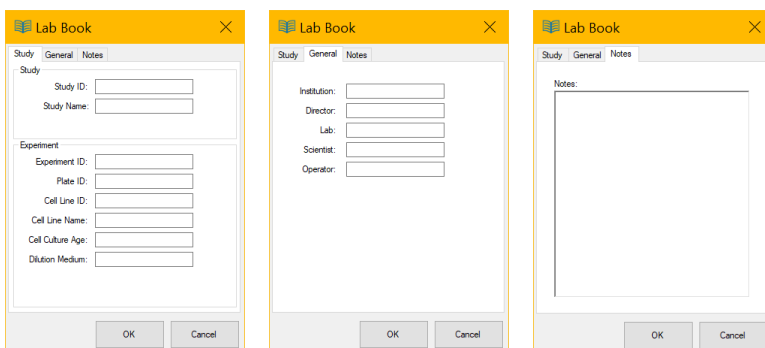 Lab Book
Study General Notes
Study
Study ID:
Study Name:
Experiment
Experiment ID:
Plate ID:
Cell Line ID:
Cell Line Name:
Cell Culture Age:
Dilution Medium:
OK Cancel
Lab Book
Study General Notes
Institution:
Director:
Lab:
Scientist:
Operator:
OK Cancel
Lab Book
Study General Notes
Notes:
OK Cancel